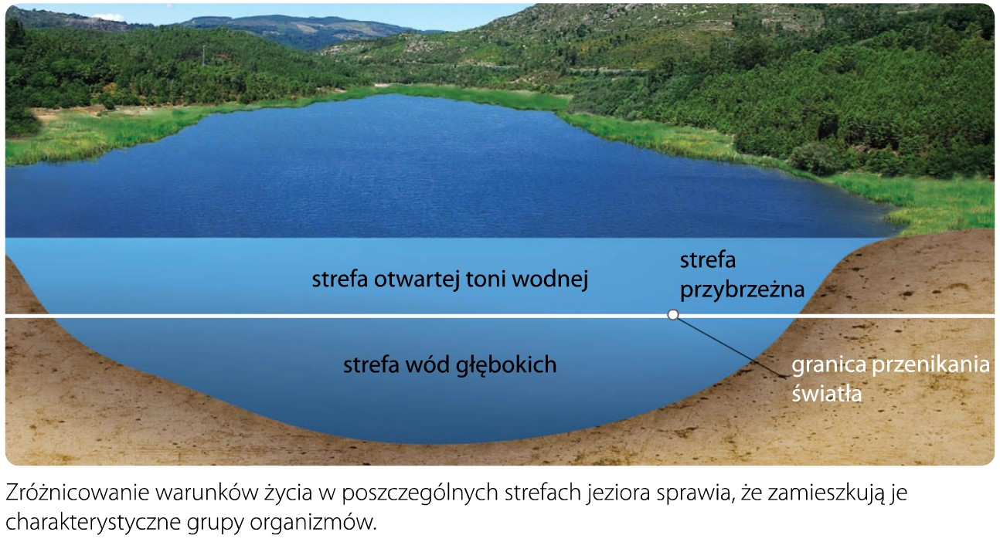 strefa otwartej toni wodnej
strefa
przybrzeżna
strefa wód głębokich
granica przenikania
światła
Zróżnicowanie warunków życia w poszczególnych strefach jeziora sprawia, że zamieszkują je
charakterystyczne grupy organizmów.